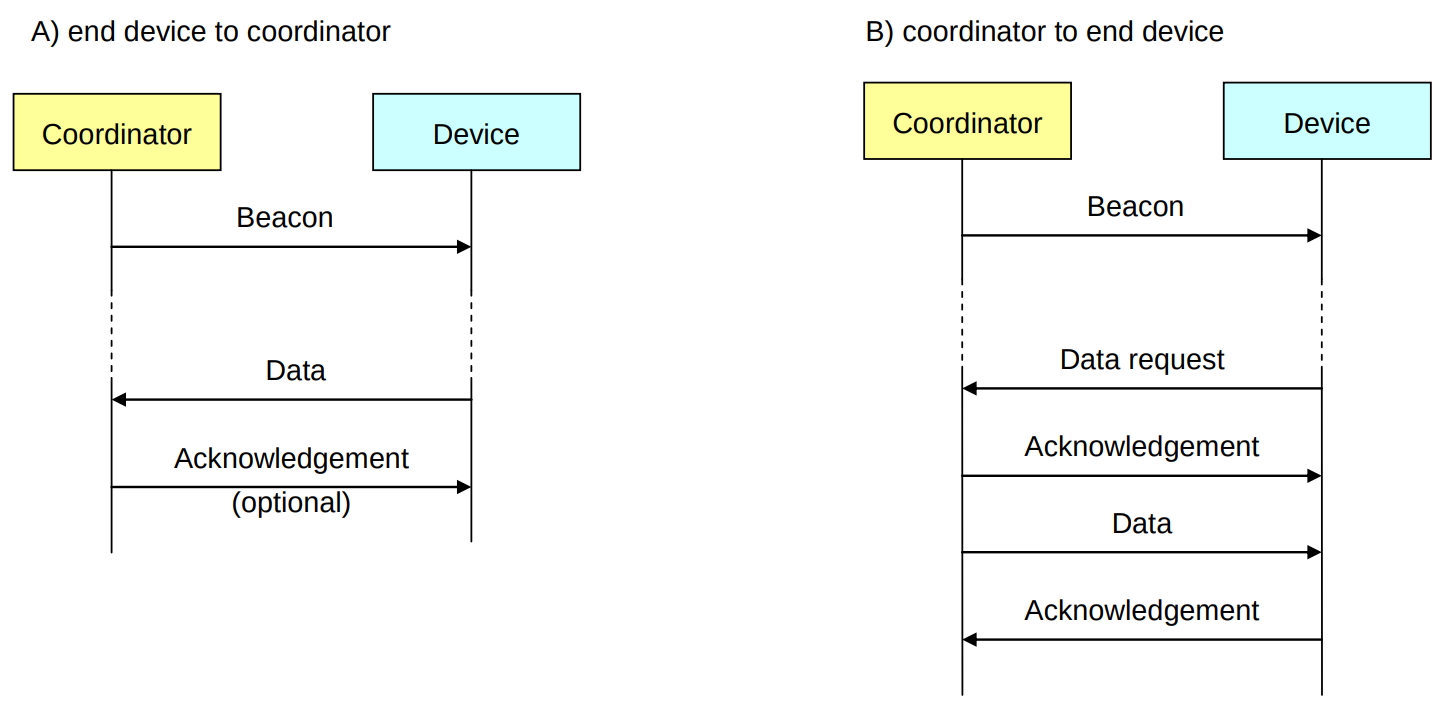 A) end device to coordinator
Coordinator
Device
Beacon
Data
Acknowledgement
(optional)
B) coordinator to end device
Coordinator
Device
Beacon
Data request
Acknowledgement
Data
Acknowledgement